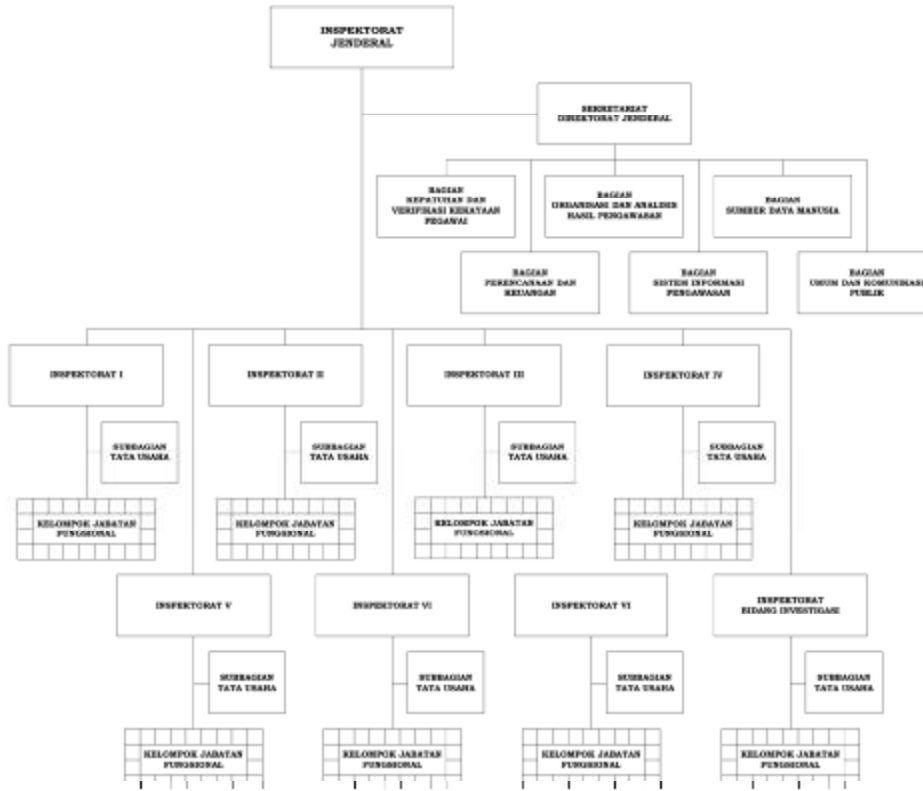 INSPEKTORAT
JENDERAL
SEKRETARIAT
DIREKTORAT JENDERAL
BAGIAN
KEPATUHAN DAN
VERIFIKASI KEKAYAAN
PEGAWAI
BAGIAN
ORGANISASI DAN ANALISIS
HASIL PENGAWASAN
BAGIAN
SUMBER DAYA MANUSIA
BAGIAN
PERENCANAAN DAN
KEUANGAN
BAGIAN
SISTEM INFORMASI
PENGAWASAN
BAGIAN
UMUM DAN KOMUNIKASI
PUBLIK
INSPEKTORAT I
INSPEKTORAT II
INSPEKTORAT III
INSPEKTORAT IV
SUBBAGIAN
TATA USAHA
SUBBAGIAN
TATA USAHA
SUBBAGIAN
TATA USAHA
SUBBAGIAN
TATA USAHA
KELOMPOK JABATAN
FUNGSIONAL
KELOMPOK JABATAN
FUNGSIONAL
KELOMPOK JABATAN
FUNGSIONAL
KELOMPOK JABATAN
FUNGSIONAL
INSPEKTORAT V
INSPEKTORAT VI
INSPEKTORAT VI
INSPEKTORAT
BIDANG INVESTIGASI
SUBBAGIAN
TATA USAHA
SUBBAGIAN
TATA USAHA
SUBBAGIAN
TATA USAHA
SUBBAGIAN
TATA USAHA
KELOMPOK JABATAN
FUNGSIONAL
KELOMPOK JABATAN
FUNGSIONAL
KELOMPOK JABATAN
FUNGSIONAL
KELOMPOK JABATAN
FUNGSIONAL